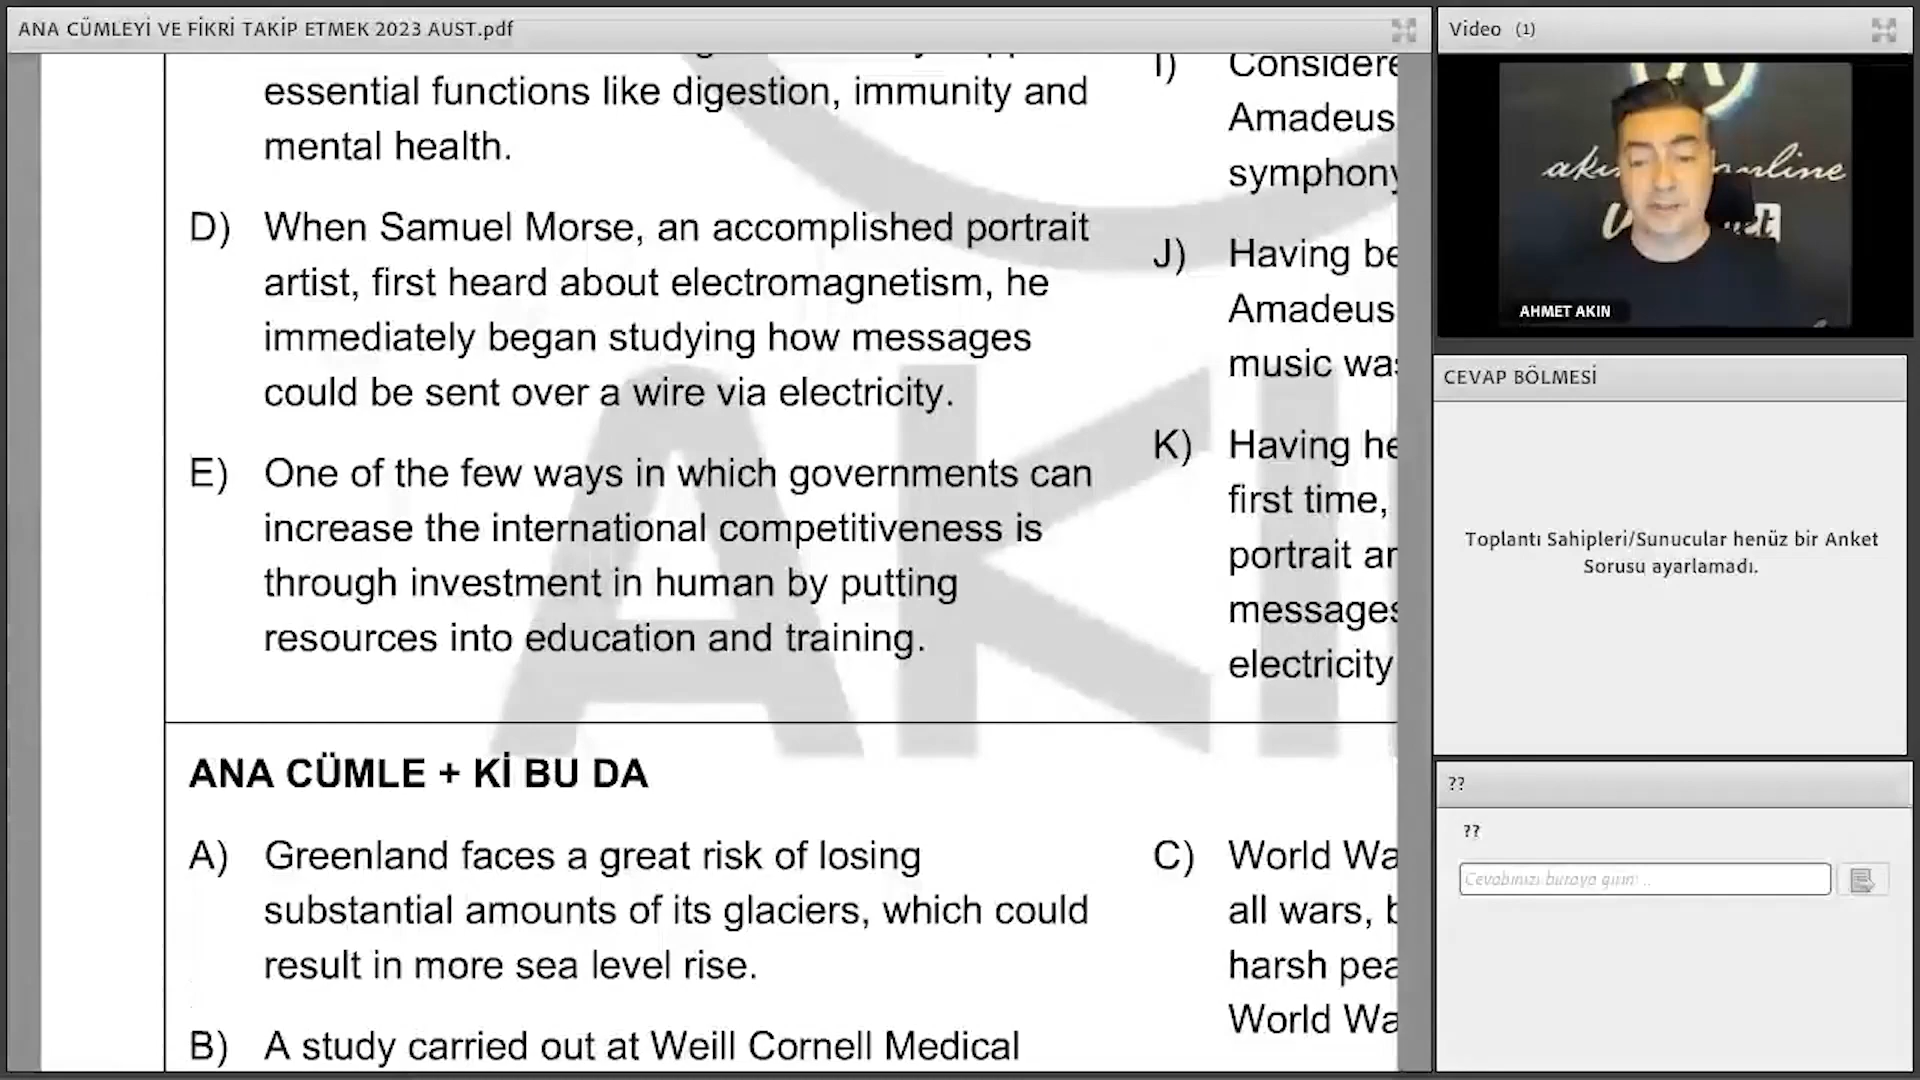 ANA CÜMLEYİ VE FİKRİ TAKİP ETMEK 2023 AUST.pdf
essential functions like digestion, immunity and
mental health.
D) When Samuel Morse, an accomplished portrait
artist, first heard about electromagnetism, he
immediately began studying how messages
could be sent over a wire via electricity.
E) One of the few ways in which governments can
increase the international competitiveness is
through investment in human by putting
resources into education and training.
ANA CÜMLE + Kİ BU DA
A) Greenland faces a great risk of losing
substantial amounts of its glaciers, which could
result in more sea level rise.
B) A study carried out at Weill Cornell Medical
I) Considere
Amadeus
symphony
J) Having be
Amadeus
music was
K) Having he
first time,
portrait ar
messages
electricity
C) World Wa
all wars, b
harsh pea
World Wa
AKI
Video (1)
AHMET AKIN
CEVAP BÖLMESİ
Toplantı Sahipleri/Sunucular henüz bir Anket
Sorusu ayarlamadı.
??
??
Cevabınızı buraya girin: ..